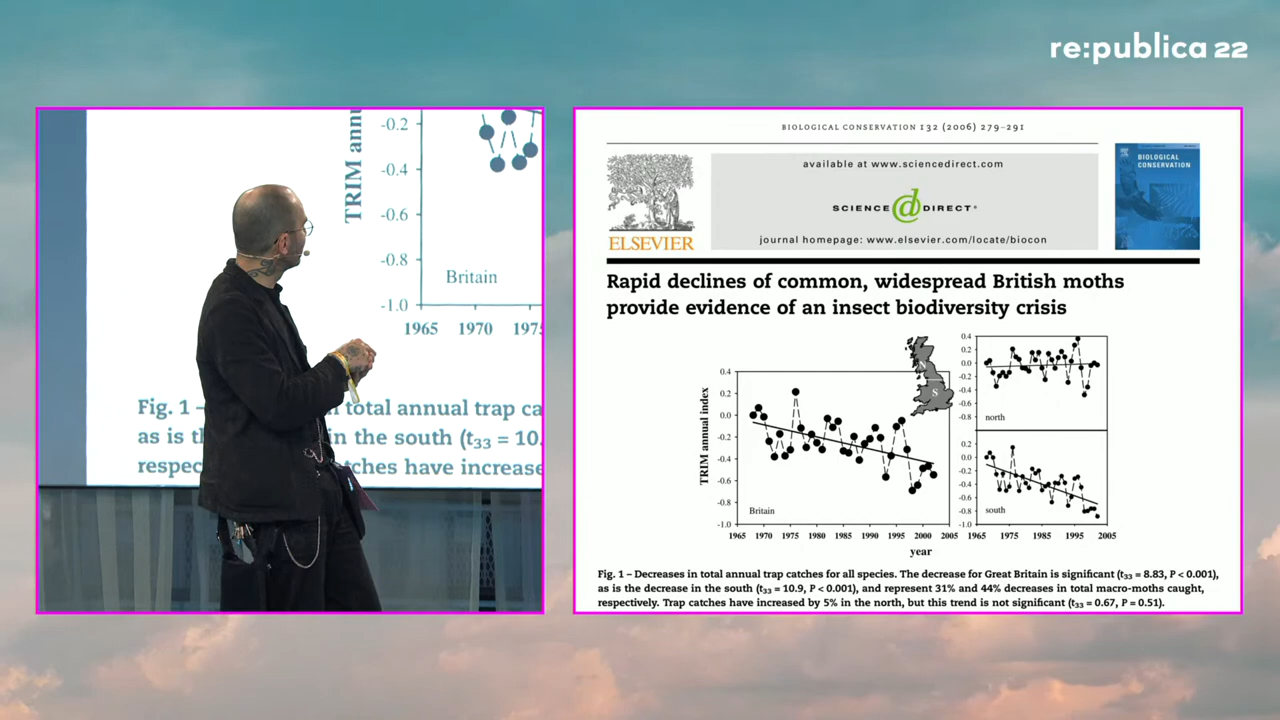 re:publica 22
-0.2
-0.4
-0.6
-0.8
-1.0
TRIM annu
Britain
1965 1970 1975
Fig. 1 – total annual trap ca
as is th in the south (t33 = 10.
respec tches have increase
BIOLOGICAL CONSERVATION 132 (2006) 279–291
available at www.sciencedirect.com
SCIENCE DIRECT®
journal homepage: www.elsevier.com/locate/biocon
ELSEVIER
BIOLOGICAL
CONSERVATION
Rapid declines of common, widespread British moths
provide evidence of an insect biodiversity crisis
TRIM annual index
0.4
0.2
0.0
-0.2
-0.4
-0.6
-0.8
-1.0
Britain
1965 1970 1975 1980 1985 1990 1995 2000 2005
year
N
S
0.4
0.2
0.0
-0.2
-0.4
-0.6
-0.8
north
0.2
0.0
-0.2
-0.4
-0.6
-0.8
-1.0
south
1965 1975 1985 1995 2005
Fig. 1 – Decreases in total annual trap catches for all species. The decrease for Great Britain is significant (t33 = 8.83, P < 0.001),
as is the decrease in the south (t33 = 10.9, P < 0.001), and represent 31% and 44% decreases in total macro-moths caught,
respectively. Trap catches have increased by 5% in the north, but this trend is not significant (t33 = 0.67, P = 0.51).